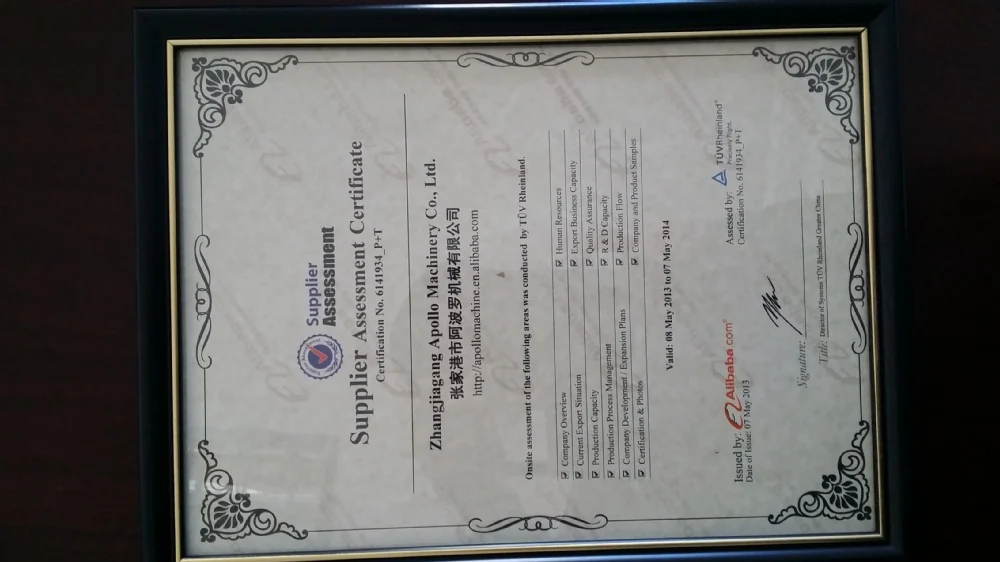 Supplier
Assessment
Supplier Assessment Certificate
Certification No. 6141934_P+T
Zhangjiagang Apollo Machinery Co., Ltd.
张家港市阿波罗机械有限公司
http://apollomachine.en.alibaba.com
Onsite assessment of the following areas was conducted by TÜV Rheinland.
Company Overview
Human Resources
Current Export Situation
Export Business Capacity
Production Capacity
Quality Assurance
Production Process Management
R & D Capacity
Company Development / Expansion Plans
Production Flow
Certification & Photos
Company and Product Samples
Valid: 08 May 2013 to 07 May 2014
Issued by: Alibaba.com
Date of Issue: 07 May 2013
Assessed by: TÜVRheinland
Precisely Right.
Certification No. 6141934_P+T
Signature:
Title: Director of Systems TÜV Rheinland Greater China